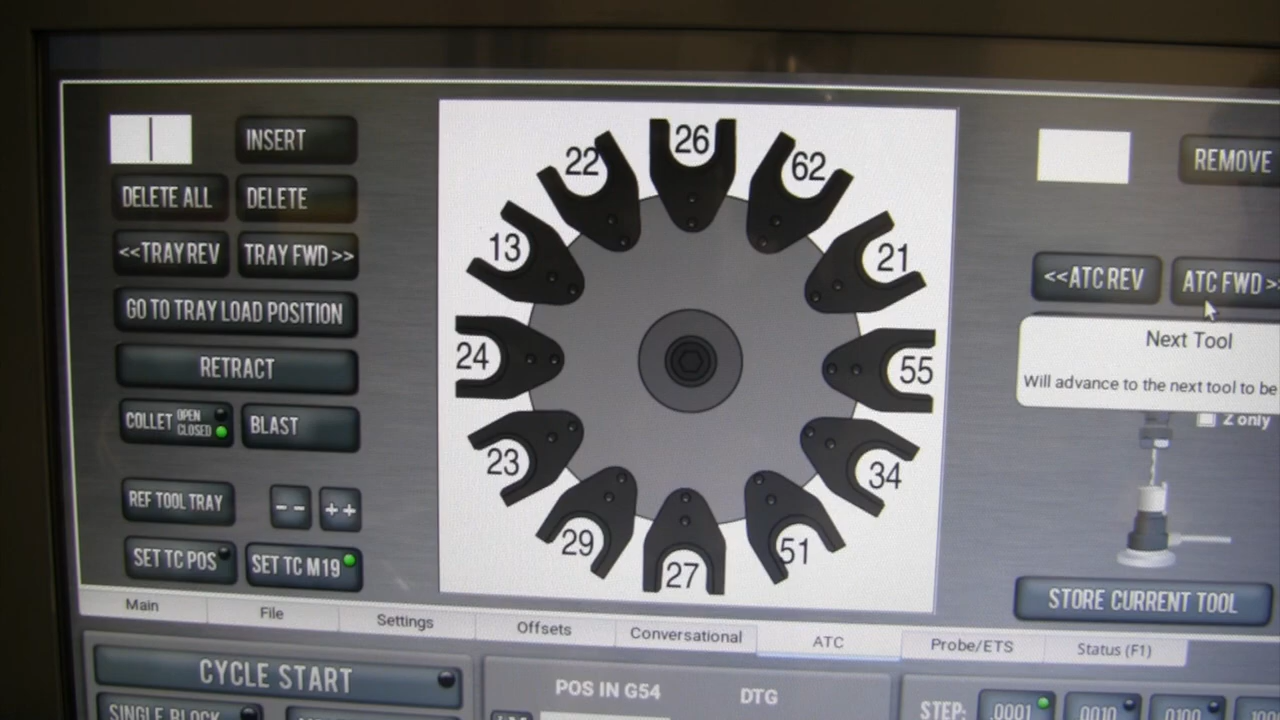 INSERT
DELETE ALL
DELETE
<<TRAY REV
TRAY FWD>>
GO TO TRAY LOAD POSITION
RETRACT
COLLET OPEN
CLOSED
BLAST
REF TOOL TRAY
--
++
SET TC POS
SET TC M19
26
62
21
55
34
51
27
29
23
24
13
22
REMOVE
<<ATC REV
ATC FWD>
Next Tool
Will advance to the next tool to be
Z only
STORE CURRENT TOOL
Main
File
Settings
Offsets
Conversational
ATC
Probe/ETS
Status (F1)
CYCLE START
SINGLE BLOCK
POS IN G54
DTG
STEP:
.0001
.0010
.0100